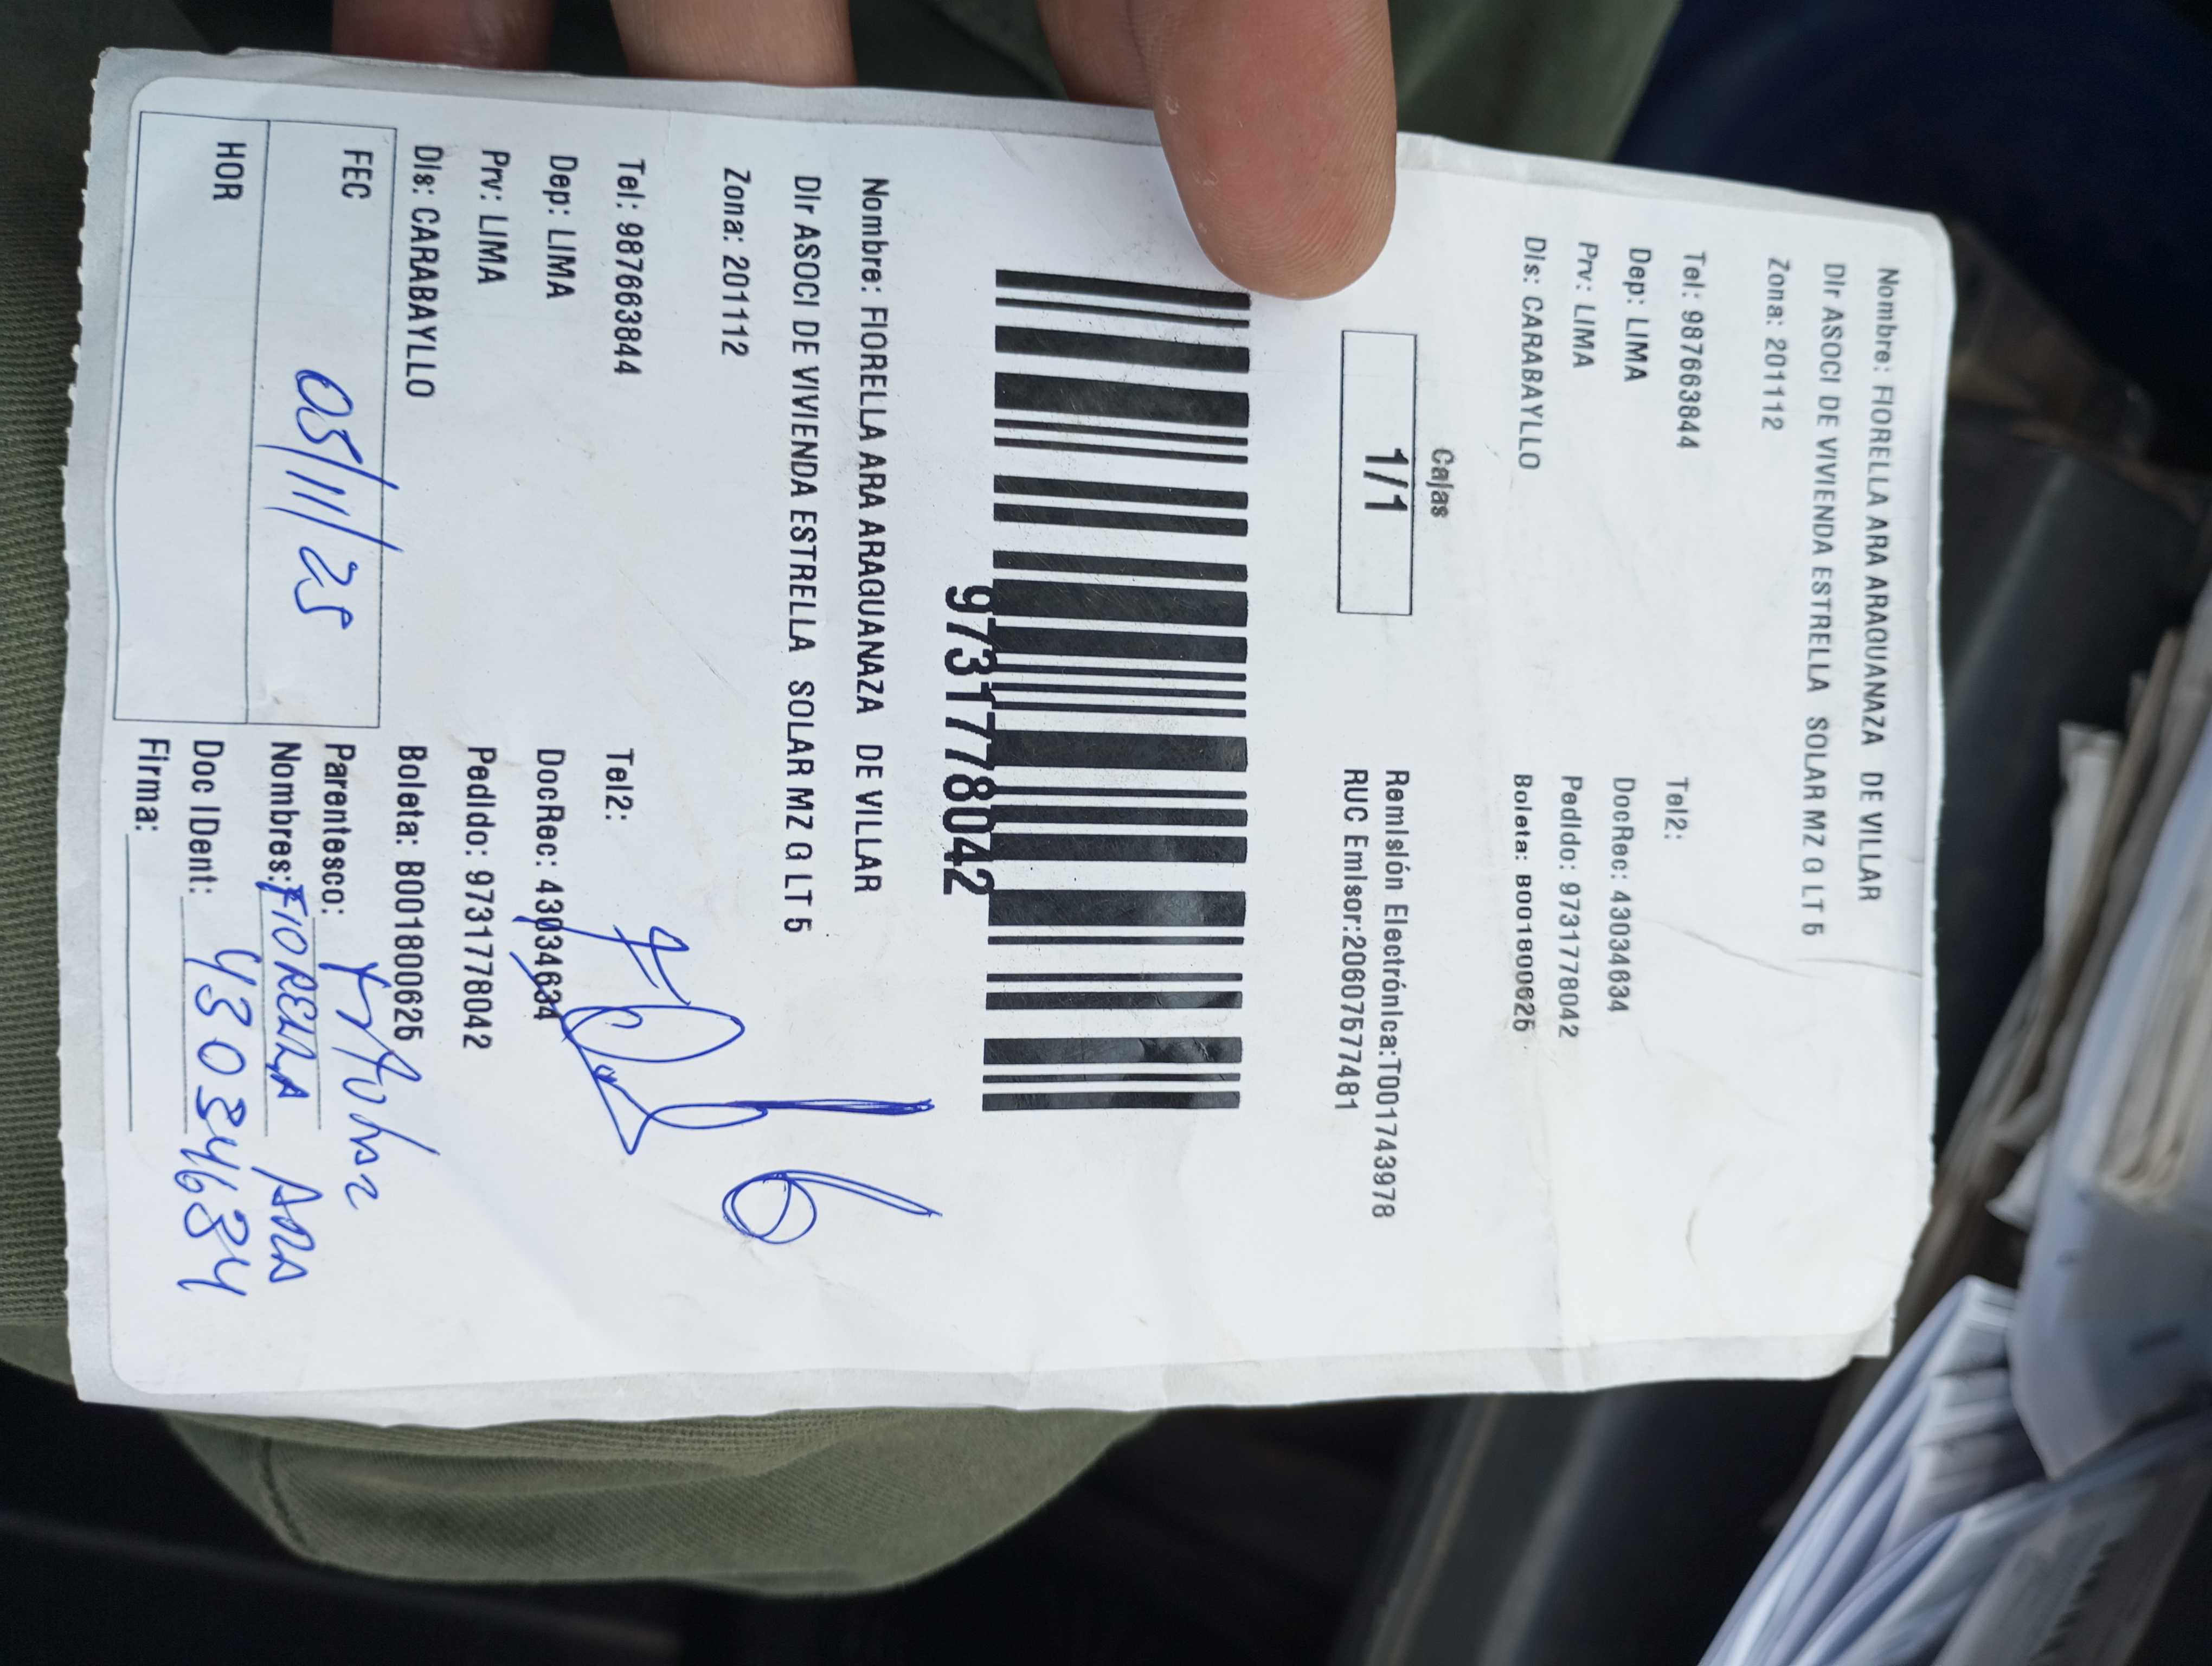 Nombre: FIORELLA ARA ARAGUANAZA DE VILLAR
Dir ASOCI DE VIVIENDA ESTRELLA SOLAR MZ G LT 5
Zona: 201112
Tel: 987663844 Tel2:
Dep: LIMA DocRec: 43034634
Prv: LIMA Pedido: 9731778042
Dis: CARABAYLLO Boleta: B001800625
Cajas
1/1
Remisión Electrónica:T001743978
RUC Emisor:20607577481
9731778042
Nombre: FIORELLA ARA ARAGUANAZA DE VILLAR
Dir ASOCI DE VIVIENDA ESTRELLA SOLAR MZ G LT 5
Zona: 201112
Tel: 987663844 Tel2:
Dep: LIMA DocRec: 43034634
Prv: LIMA Pedido: 9731778042
Dis: CARABAYLLO Boleta: B001800625
FEC 05/11/25 Parentesco:
Nombres: FIORELLA ARA
HOR Doc IDent: 43034634
Firma: